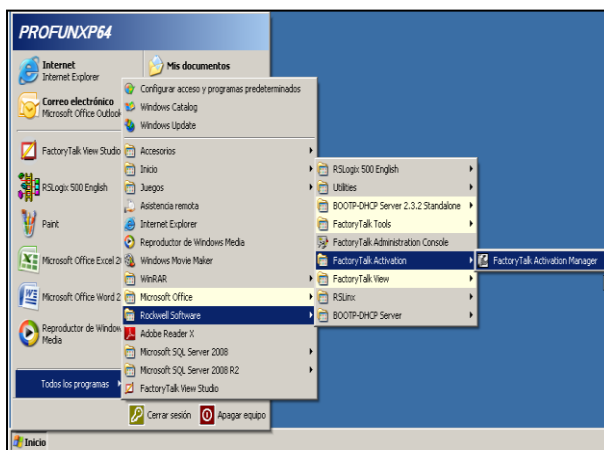 PROFUNXP64
Internet
Internet Explorer
Correo electrónico
Microsoft Office Outlook
FactoryTalk View Studio
RSLogix 500 English
Paint
Microsoft Office Excel
Microsoft Office Word 2
Reproductor de Window
Media
Todos los programas
Mis documentos
Configurar acceso y programas predeterminados
Windows Catalog
Windows Update
Accesorios
Inicio
Juegos
Asistencia remota
Internet Explorer
Reproductor de Windows Media
Windows Movie Maker
WinRAR
Microsoft Office
Rockwell Software
Adobe Reader X
Microsoft SQL Server 2008
Microsoft SQL Server 2008 R2
FactoryTalk View Studio
RSLogix 500 English
Utilities
BOOTP-DHCP Server 2.3.2 Standalone
FactoryTalk Tools
FactoryTalk Administration Console
FactoryTalk Activation
FactoryTalk View
RSLinx
BOOTP-DHCP Server
FactoryTalk Activation Manager
Cerrar sesión
Apagar equipo
Inicio